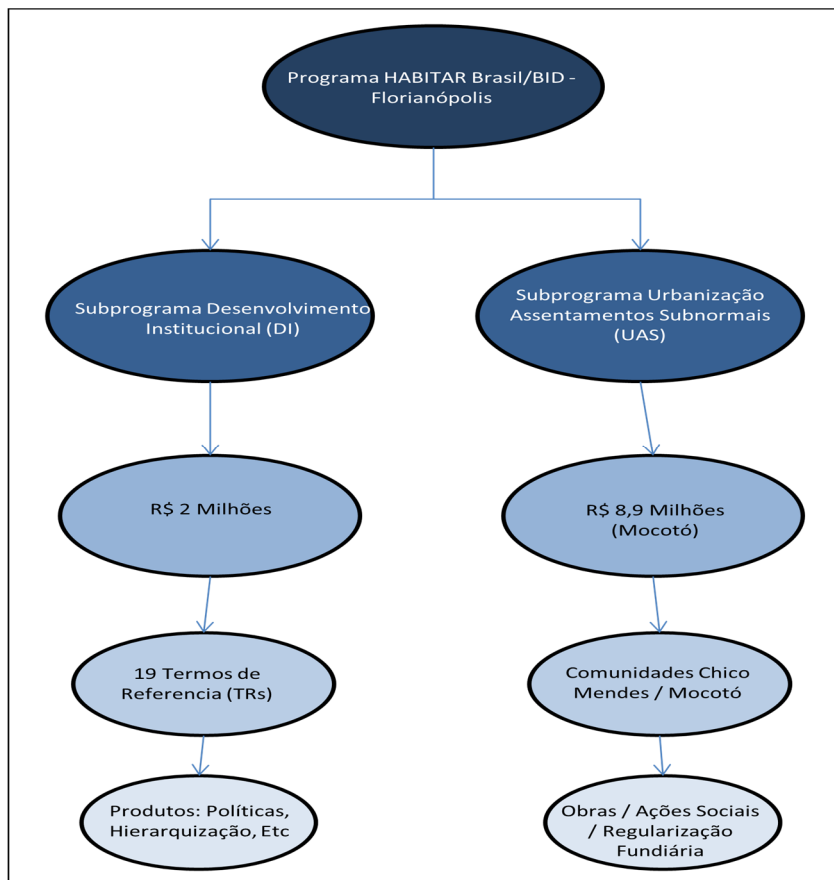 Programa HABITAR Brasil/BID -
Florianópolis
Subprograma Desenvolvimento
Institucional (DI)
Subprograma Urbanização
Assentamentos Subnormais
(UAS)
R$ 2 Milhões
R$ 8,9 Milhões
(Mocotó)
19 Termos de
Referencia (TRs)
Comunidades Chico
Mendes / Mocotó
Produtos: Políticas,
Hierarquização, Etc
Obras / Ações Sociais
/ Regularização
Fundiária